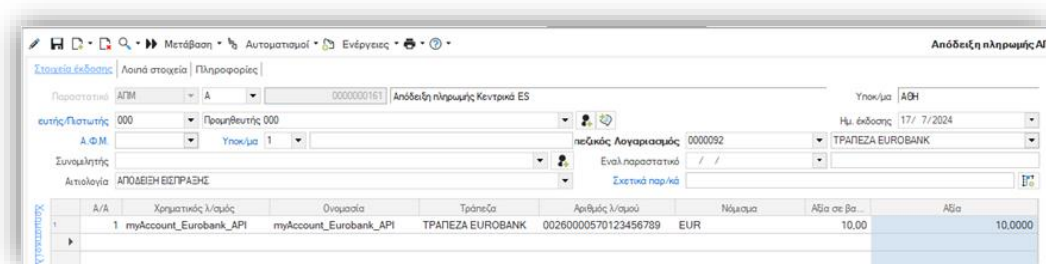 Μετάβαση Αυτοματισμοί Ενέργειες Απόδειξη πληρωμής ΑΠ
Στοιχεία έκδοσης Λοιπά στοιχεία Πληροφορίες
Παραστατικό ΑΠΜ Α 0000000161 Απόδειξη πληρωμής Κεντρικά ES Υποκ/μα ΑΘΗ
ευτής/Πιστωτής 000 Προμηθευτής 000 Ημ. έκδοσης 17/ 7/2024
Α.Φ.Μ. Υποκ/μα 1 πεζικός Λογαριασμός 0000092 ΤΡΑΠΕΖΑ EUROBANK
Συνομιλητής Εναλ.παραστατικό / /
Αιτιολογία ΑΠΟΔΕΙΞΗ ΕΙΣΠΡΑΞΗΣ Σχετικά παρ/κά
Α/Α Χρηματικός λ/σμός Ονομασία Τράπεζα Αριθμός λ/σμού Νόμισμα Αξία σε βα... Αξία
1 1 myAccount_Eurobank_API myAccount_Eurobank_API ΤΡΑΠΕΖΑ EUROBANK 00260000570123456789 EUR 10,00 10,0000